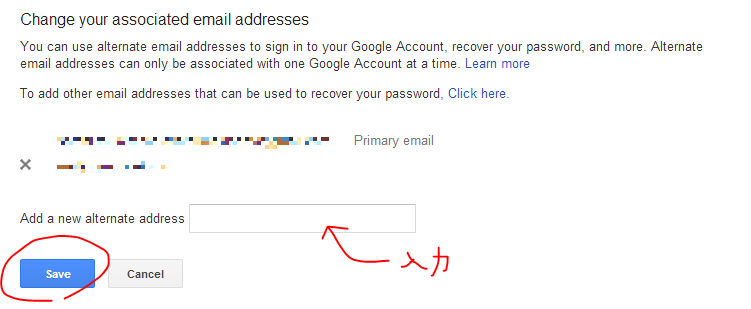 Change your associated email addresses
You can use alternate email addresses to sign in to your Google Account, recover your password, and more. Alternate
email addresses can only be associated with one Google Account at a time. Learn more
To add other email addresses that can be used to recover your password, Click here.
Primary email
Add a new alternate address
入力
Save
Cancel